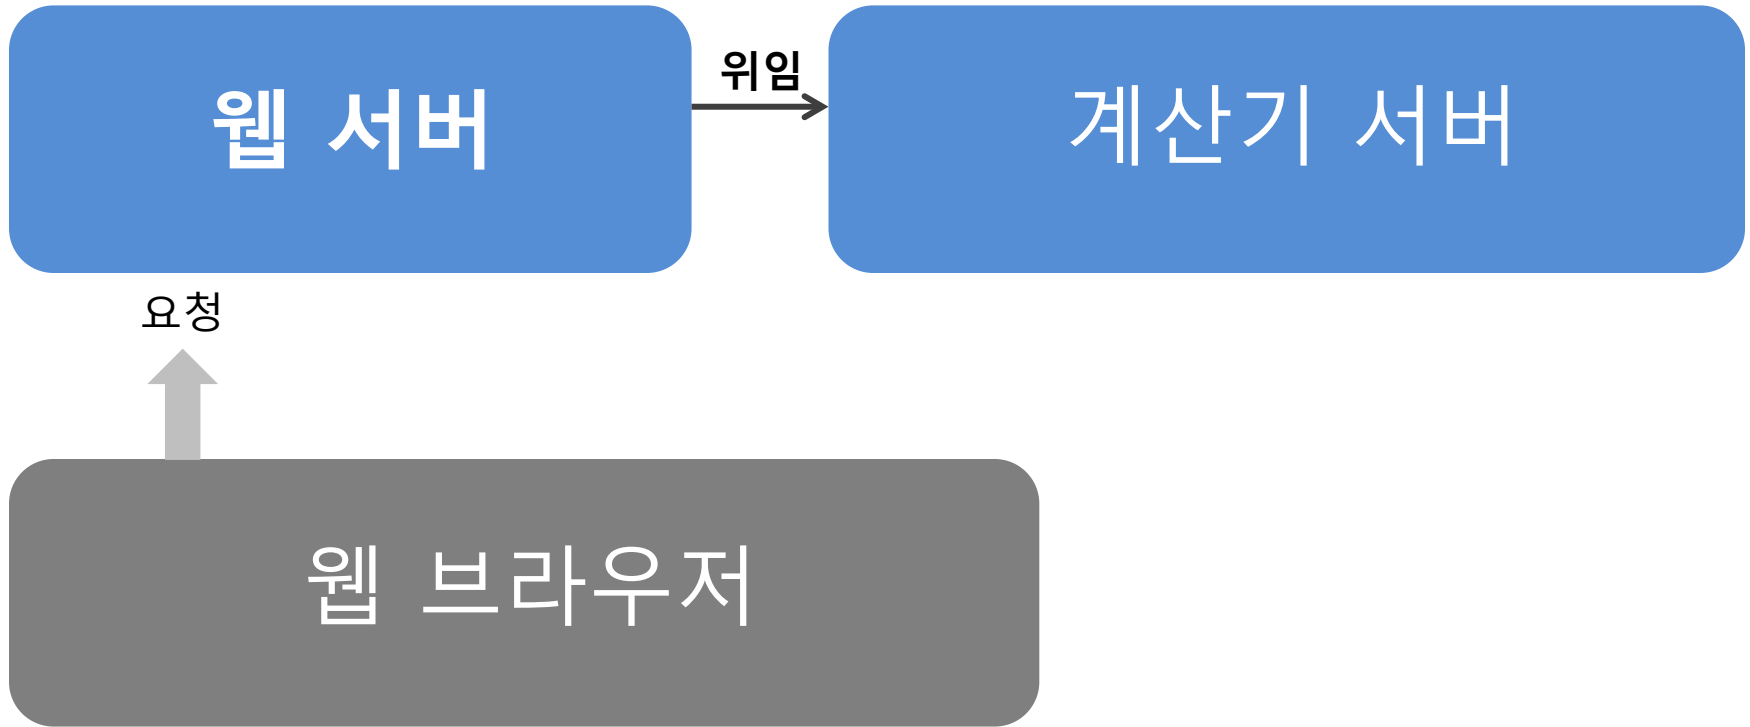 웹 서버
위임
계산기 서버
요청
웹 브라우저